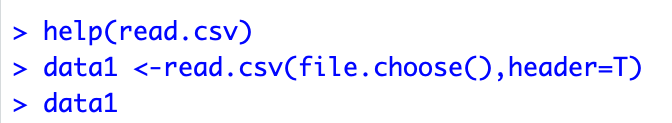 > help(read.csv)
> data1 <-read.csv(file.choose(),header=T)
> data1